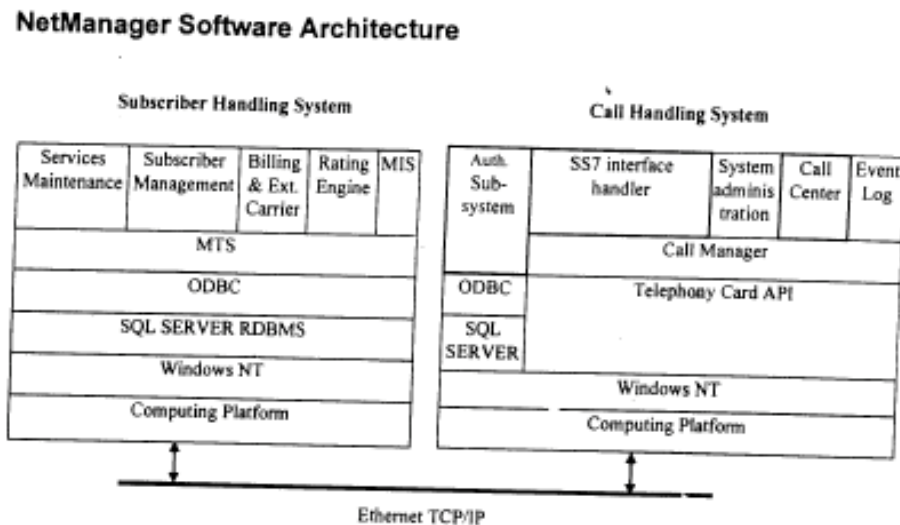 NetManager Software Architecture
Subscriber Handling System
Services
Maintenance
Subscriber
Management
Billing
& Ext.
Carrier
Rating
Engine
MIS
MTS
ODBC
SQL SERVER RDBMS
Windows NT
Computing Platform
Call Handling System
Auth.
Sub-
system
SS7 interface
handler
System
adminis
tration
Call
Center
Event
Log
Call Manager
ODBC
Telephony Card API
SQL
SERVER
Windows NT
Computing Platform
Ethernet TCP/IP